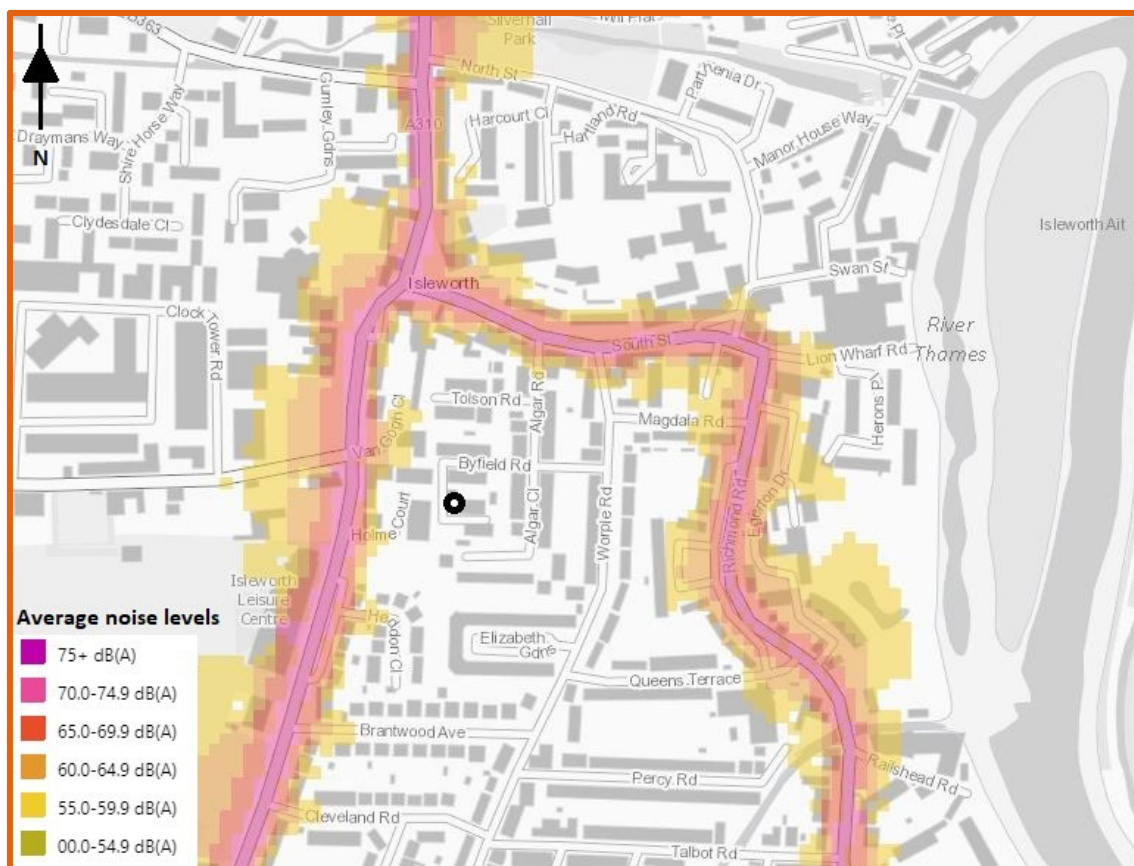 B363
Silverhall
Park
Mill Plat
N
Draymans Way
Shire Horse Way
Gumley Gdns
North St
A310
Harcourt Cl
Hartland Rd
Manor House Way
Clydesdale Cl
Isleworth Ait
Isleworth
Swan St
Clock Tower Rd
South St
River
Thames
Lion Wharf Rd
Herons Pl
Tolson Rd
Algar Rd
Magdala Rd
Van Gogh Cl
Byfield Rd
Holme Court
Algar Cl
Worple Rd
Richmond Rd
Egerton Dr
Isleworth
Leisure
Centre
Elizabeth
Gdns
Queens Terrace
Brantwood Ave
Percy Rd
Railshead Rd
Cleveland Rd
Talbot Rd
Average noise levels
75+ dB(A)
70.0-74.9 dB(A)
65.0-69.9 dB(A)
60.0-64.9 dB(A)
55.0-59.9 dB(A)
00.0-54.9 dB(A)